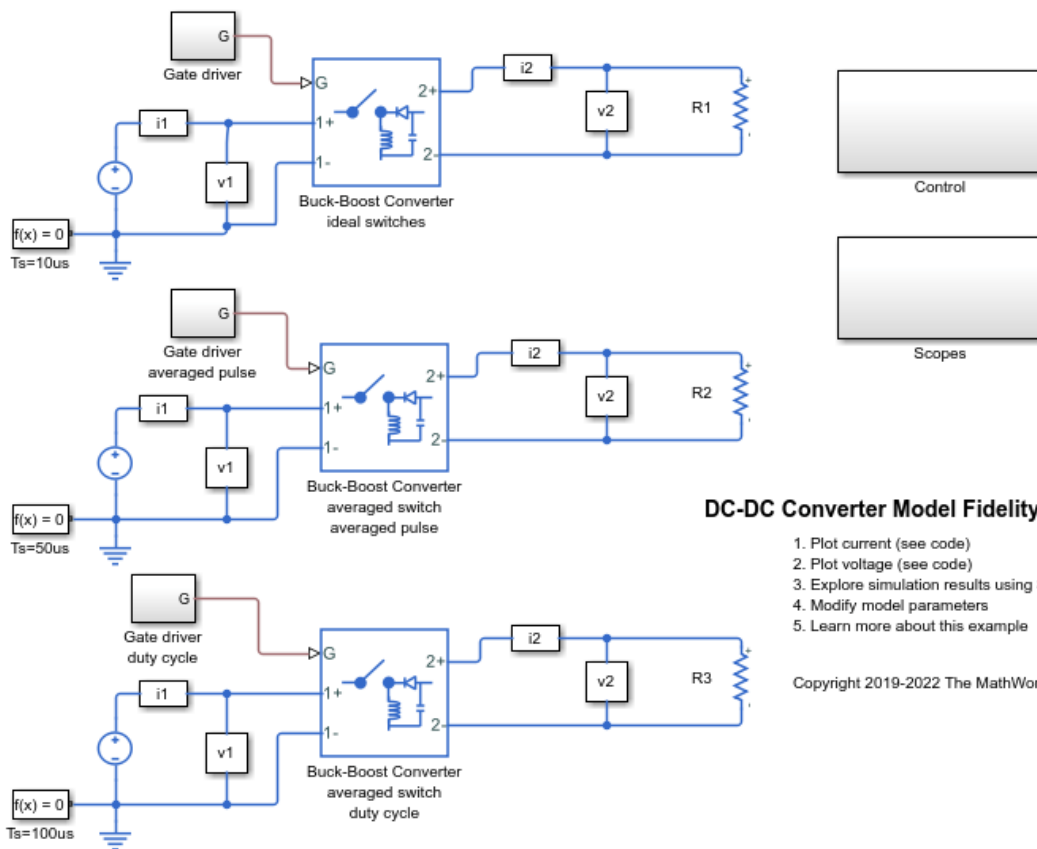 G
Gate driver
G
2+
i2
v2
R1
+
-
i1
1+
1-
2-
v1
Buck-Boost Converter
ideal switches
f(x) = 0
Ts=10us
Control
G
Gate driver
averaged pulse
G
2+
i2
v2
R2
+
-
i1
1+
1-
2-
v1
Buck-Boost Converter
averaged switch
averaged pulse
f(x) = 0
Ts=50us
Scopes
DC-DC Converter Model Fidelity
1. Plot current (see code)
2. Plot voltage (see code)
3. Explore simulation results using
4. Modify model parameters
5. Learn more about this example
G
Gate driver
duty cycle
G
2+
i2
v2
R3
+
-
i1
1+
1-
2-
v1
Buck-Boost Converter
averaged switch
duty cycle
f(x) = 0
Ts=100us
Copyright 2019-2022 The MathWor